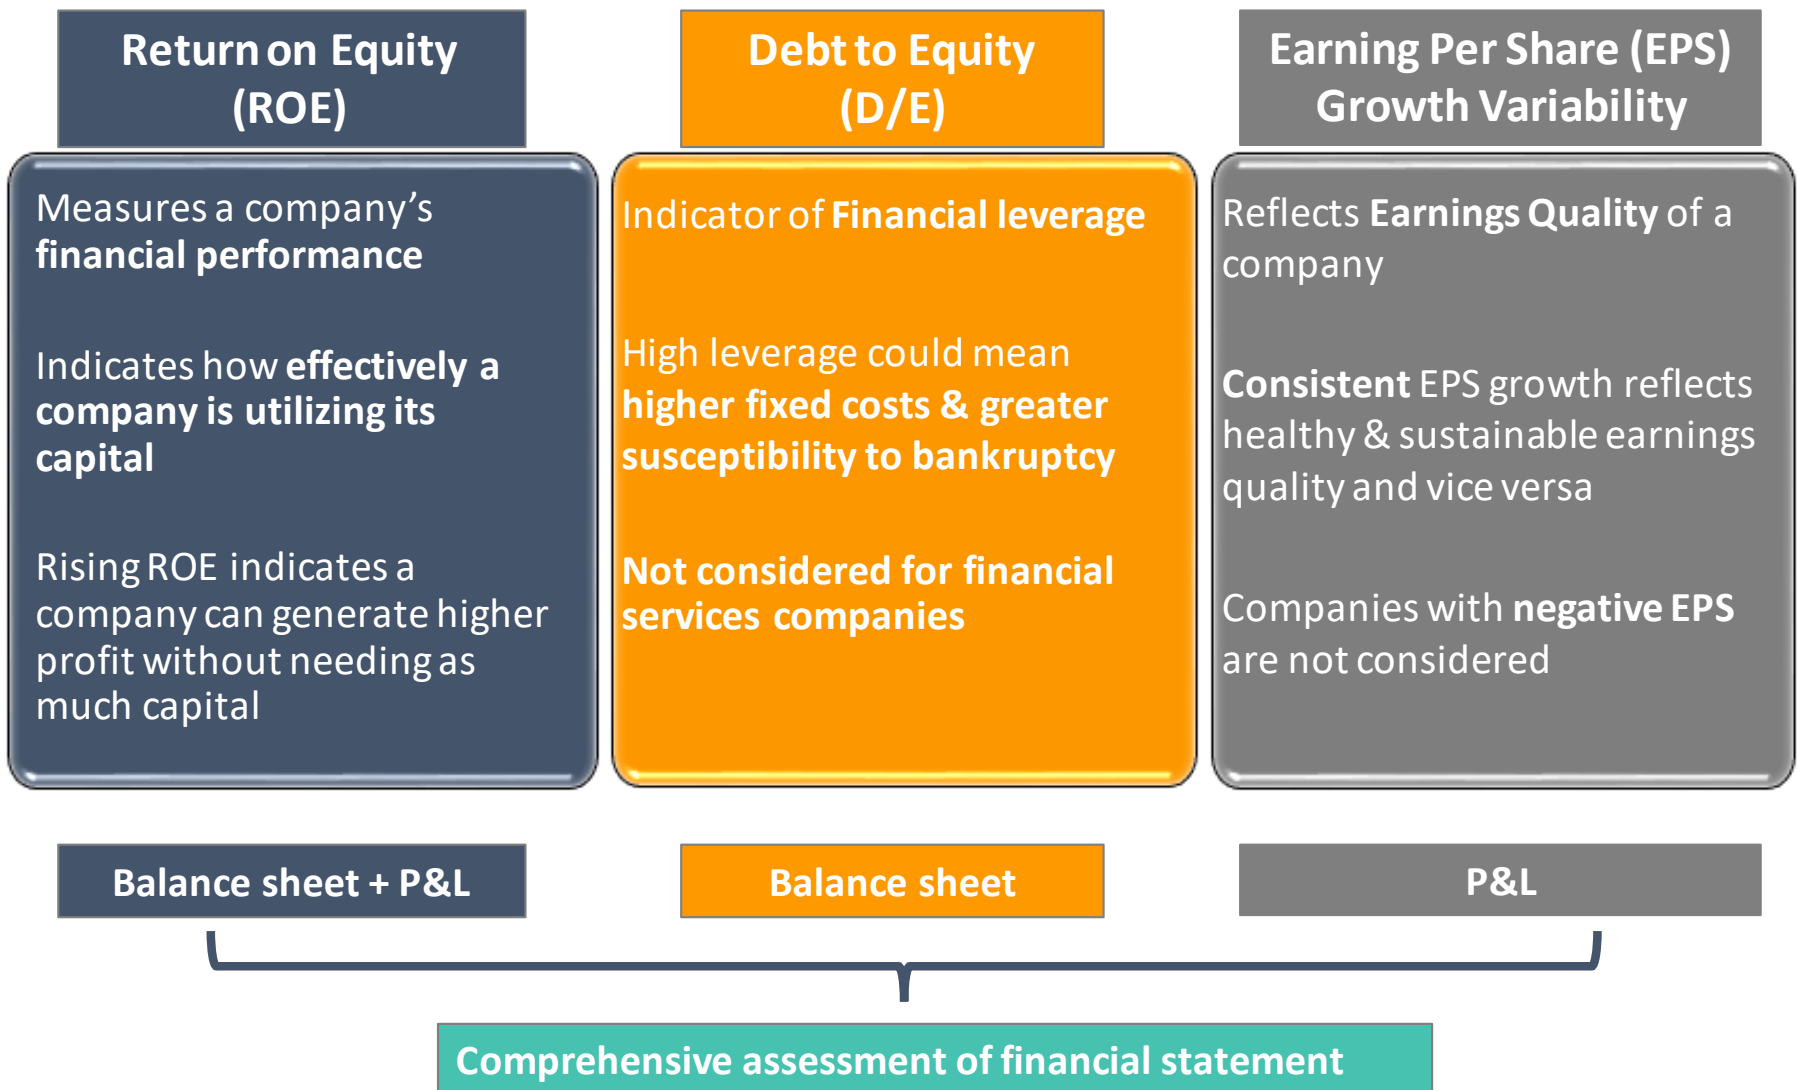 Return on Equity
(ROE)
Measures a company’s
financial performance
Indicates how effectively a
company is utilizing its
capital
Rising ROE indicates a
company can generate higher
profit without needing as
much capital
Balance sheet + P&L
Debt to Equity
(D/E)
Indicator of Financial leverage
High leverage could mean
higher fixed costs & greater
susceptibility to bankruptcy
Not considered for financial
services companies
Balance sheet
Earning Per Share (EPS)
Growth Variability
Reflects Earnings Quality of a
company
Consistent EPS growth reflects
healthy & sustainable earnings
quality and vice versa
Companies with negative EPS
are not considered
P&L
Comprehensive assessment of financial statement